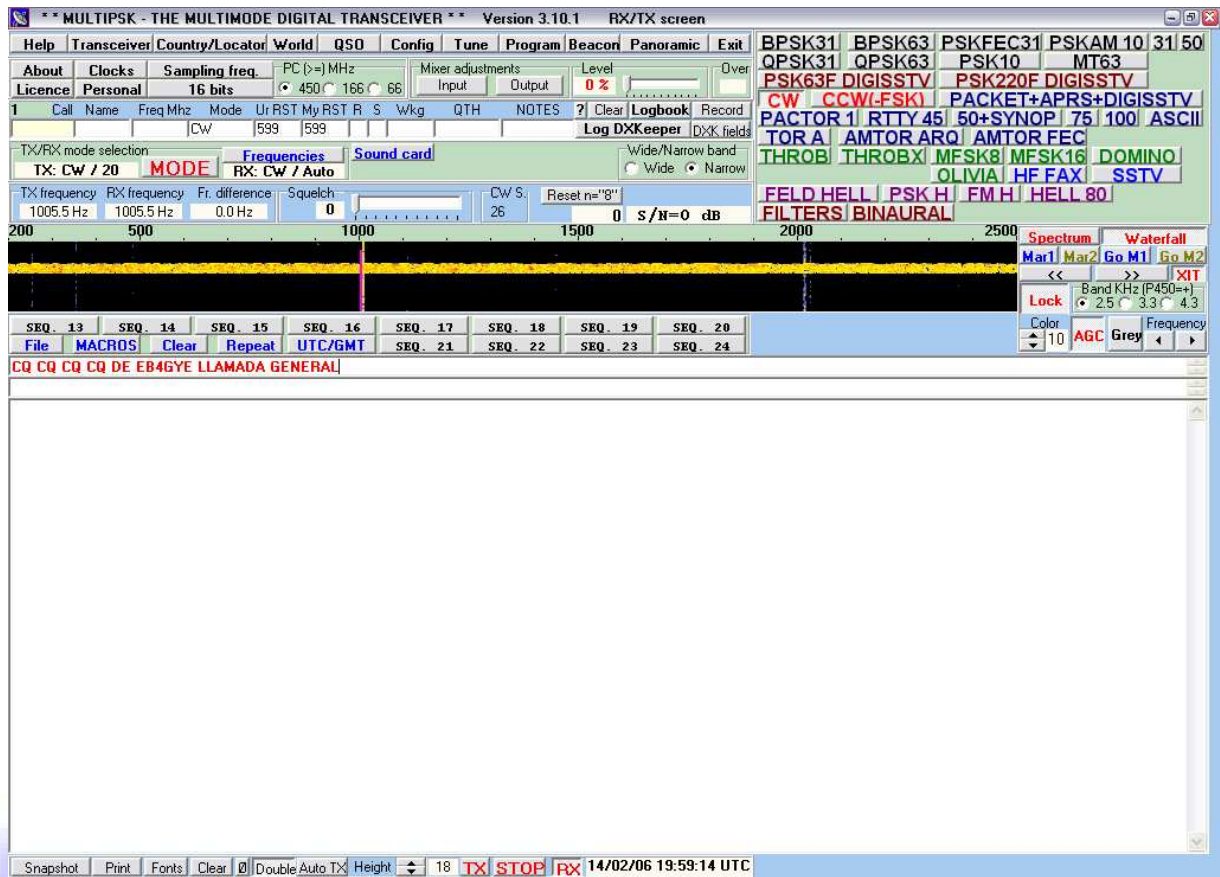 * * MULTIPSK - THE MULTIMODE DIGITAL TRANSCEIVER * * Version 3.10.1 RX/TX screen
Help Transceiver Country/Locator World QSO Config Tune Program Beacon Panoramic Exit
About Clocks Sampling freq. PC (>=) MHz Mixer adjustments Level Over
Licence Personal 16 bits 450 166 66 Input Output 0 %
1 Call Name Freq Mhz Mode Ur RST My RST R S Wkg QTH NOTES ? Clear Logbook Record
CW 599 599 Log DXKeeper DXK fields
TX/RX mode selection Frequencies Sound card Wide/Narrow band
TX: CW / 20 MODE RX: CW / Auto Wide Narrow
TX frequency RX frequency Fr. difference Squelch CW S. Reset n="8"
1005.5 Hz 1005.5 Hz 0.0 Hz 0 26 0 S/N=0 dB
BPSK31 BPSK63 PSKFEC31 PSKAM 10 31 50
QPSK31 QPSK63 PSK10 MT63
PSK63F DIGISSTV PSK220F DIGISSTV
CW CCW(-FSK) PACKET+APRS+DIGISSTV
PACTOR 1 RTTY 45 50+SYNOP 75 100 ASCII
TOR A AMTOR ARQ AMTOR FEC
THROB THROBX MFSK8 MFSK16 DOMINO
OLIVIA HF FAX SSTV
FELD HELL PSK H FM H HELL 80
FILTERS BINAURAL
200 500 1000 1500 2000 2500
Spectrum Waterfall
Mar1 Mar2 Go M1 Go M2
<< >> XIT
Lock Band KHz (P450=+)
2.5 3.3 4.3
Color Frequency
10 AGC Grey
SEQ. 13 SEQ. 14 SEQ. 15 SEQ. 16 SEQ. 17 SEQ. 18 SEQ. 19 SEQ. 20
File MACROS Clear Repeat UTC/GMT SEQ. 21 SEQ. 22 SEQ. 23 SEQ. 24
CQ CQ CQ CQ DE EB4GYE LLAMADA GENERAL
Snapshot Print Fonts Clear Ø Double Auto TX Height 18 TX STOP RX 14/02/06 19:59:14 UTC